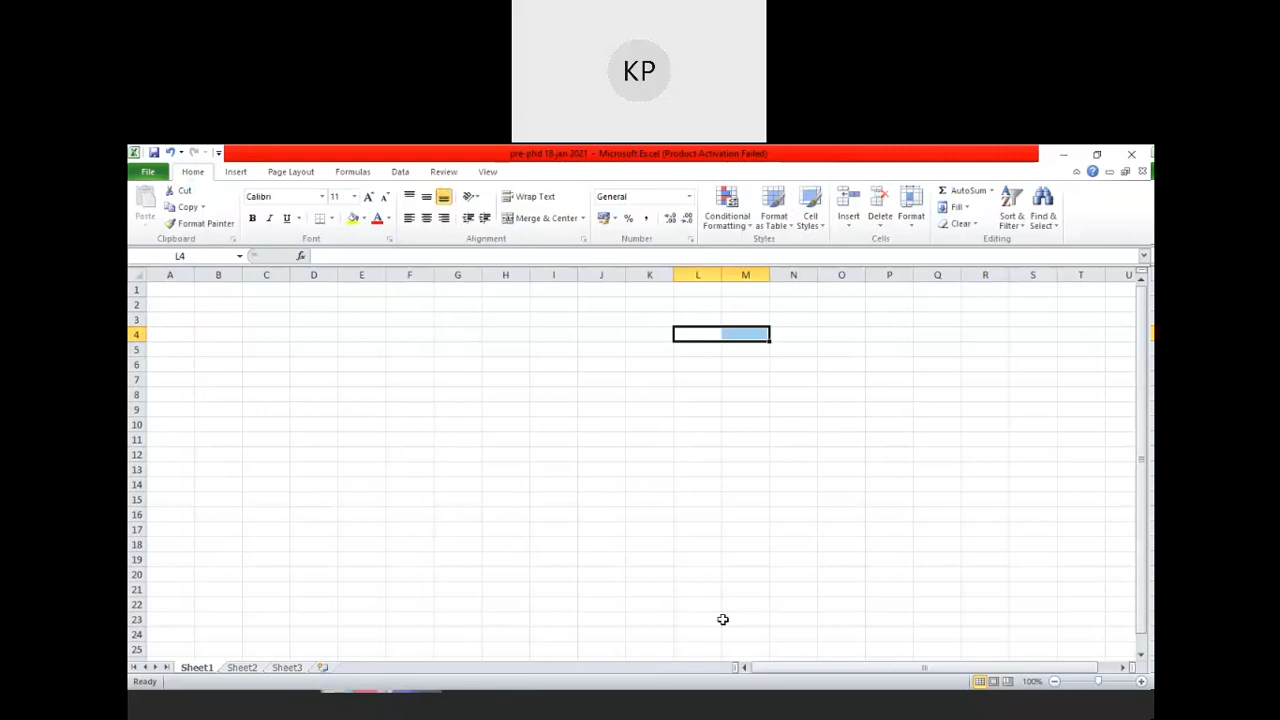 KP
pre-phd 18 jan 2021 - Microsoft Excel (Product Activation Failed)
File Home Insert Page Layout Formulas Data Review View
Paste Cut Copy Format Painter Clipboard
Calibri 11 B I U A Font
Wrap Text Merge & Center Alignment
General % , Number
Conditional Formatting Format as Table Cell Styles Styles
Insert Delete Format Cells
Σ AutoSum Fill Clear Sort & Filter Find & Select Editing
L4 fx
A B C D E F G H I J K L M N O P Q R S T U
1
2
3
4
5
6
7
8
9
10
11
12
13
14
15
16
17
18
19
20
21
22
23
24
25
Sheet1 Sheet2 Sheet3
Ready 100%